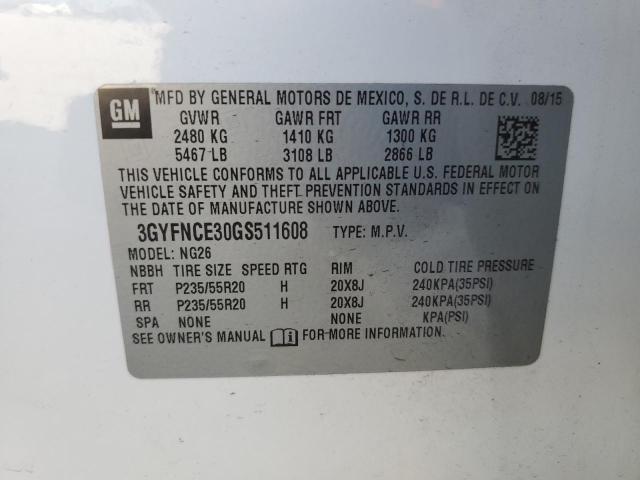 GM MFD BY GENERAL MOTORS DE MEXICO, S. DE R.L. DE C.V. 08/15
GVWR GAWR FRT GAWR RR
2480 KG 1410 KG 1300 KG
5467 LB 3108 LB 2866 LB
THIS VEHICLE CONFORMS TO ALL APPLICABLE U.S. FEDERAL MOTOR
VEHICLE SAFETY AND THEFT PREVENTION STANDARDS IN EFFECT ON
THE DATE OF MANUFACTURE SHOWN ABOVE.
3GYFNCE30GS511608 TYPE: M.P.V.
MODEL: NG26
NBBH TIRE SIZE SPEED RTG RIM COLD TIRE PRESSURE
FRT P235/55R20 H 20X8J 240KPA(35PSI)
RR P235/55R20 H 20X8J 240KPA(35PSI)
SPA NONE NONE KPA(PSI)
SEE OWNER'S MANUAL i FOR MORE INFORMATION.